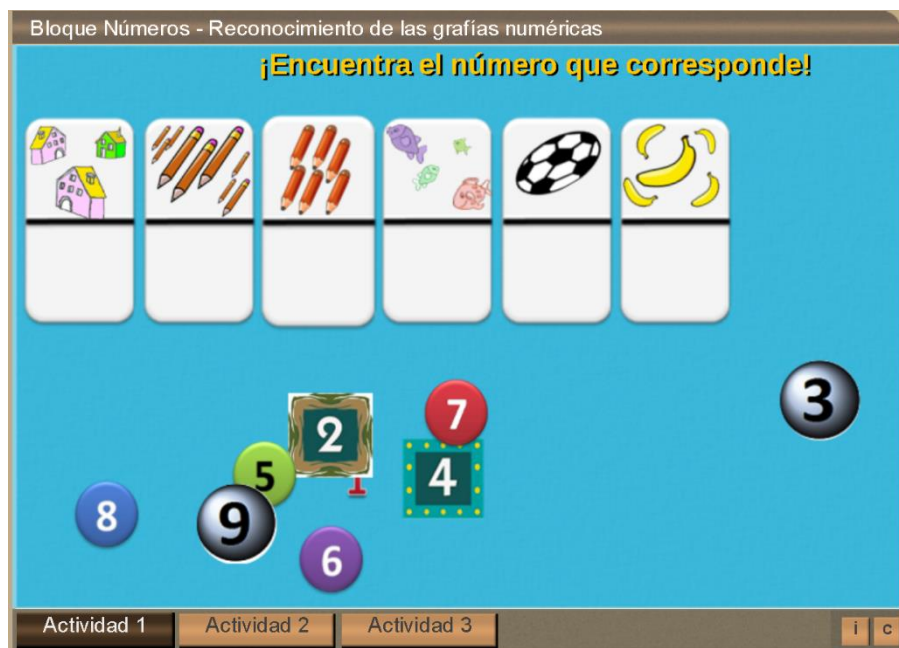 Bloque Números - Reconocimiento de las grafías numéricas
¡Encuentra el número que corresponde!
3
7
2
5
1
4
8
9
6
Actividad 1
Actividad 2
Actividad 3
i
c